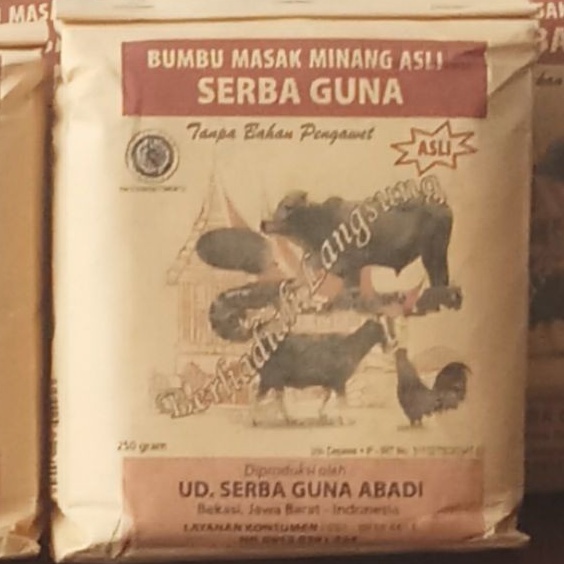 BUMBU MASAK MINANG ASLI
SERBA GUNA
Tanpa Bahan Pengawet
ASLI
Berhadiah Langsung
250 gram
Diproduksi oleh
UD. SERBA GUNA ABADI
Bekasi, Jawa Barat - Indonesia
LAYANAN KONSUMEN